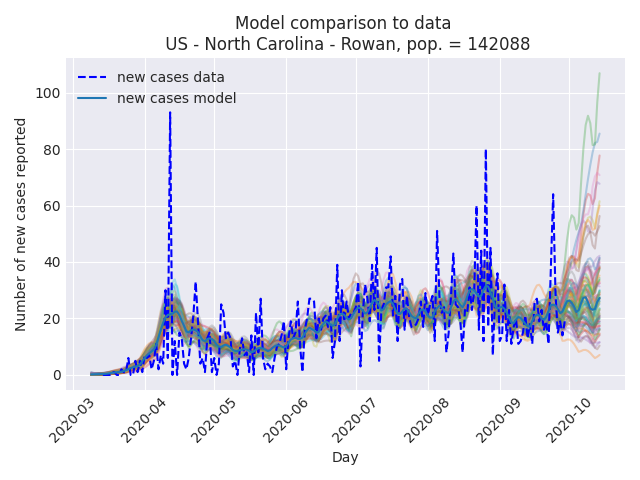 Model comparison to data
US - North Carolina - Rowan, pop. = 142088
new cases data
new cases model
Number of new cases reported
100
80
60
40
20
0
2020-03
2020-04
2020-05
2020-06
2020-07
2020-08
2020-09
2020-10
Day